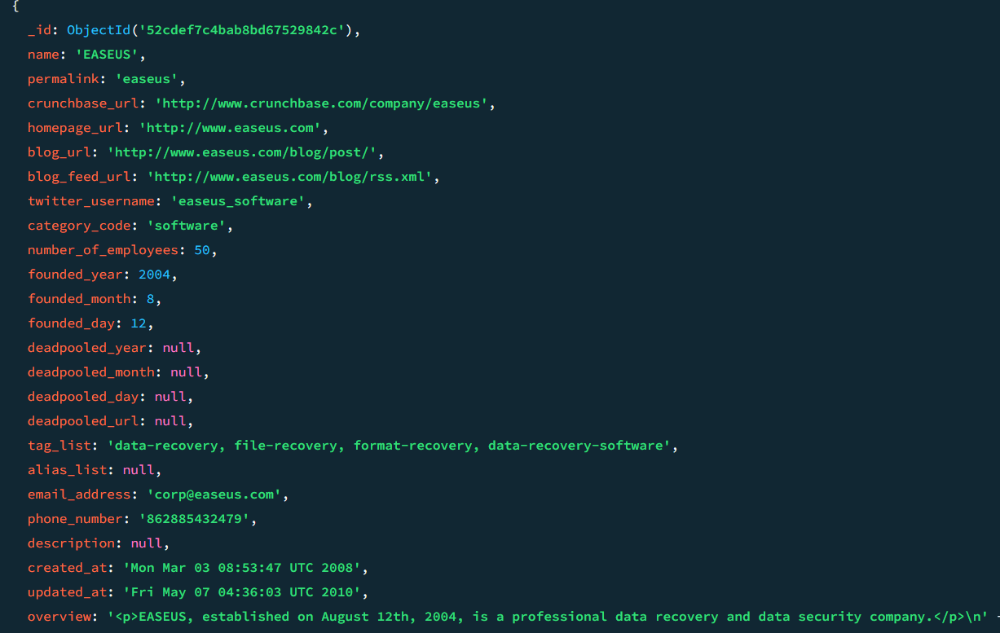 {
_id: ObjectId('52cdef7c4bab8bd67529842c'),
name: 'EASEUS',
permalink: 'easeus',
crunchbase_url: 'http://www.crunchbase.com/company/easeus',
homepage_url: 'http://www.easeus.com',
blog_url: 'http://www.easeus.com/blog/post/',
blog_feed_url: 'http://www.easeus.com/blog/rss.xml',
twitter_username: 'easeus_software',
category_code: 'software',
number_of_employees: 50,
founded_year: 2004,
founded_month: 8,
founded_day: 12,
deadpooled_year: null,
deadpooled_month: null,
deadpooled_day: null,
deadpooled_url: null,
tag_list: 'data-recovery, file-recovery, format-recovery, data-recovery-software',
alias_list: null,
email_address: 'corp@easeus.com',
phone_number: '862885432479',
description: null,
created_at: 'Mon Mar 03 08:53:47 UTC 2008',
updated_at: 'Fri May 07 04:36:03 UTC 2010',
overview: '<p>EASEUS, established on August 12th, 2004, is a professional data recovery and data security company.</p>\n'